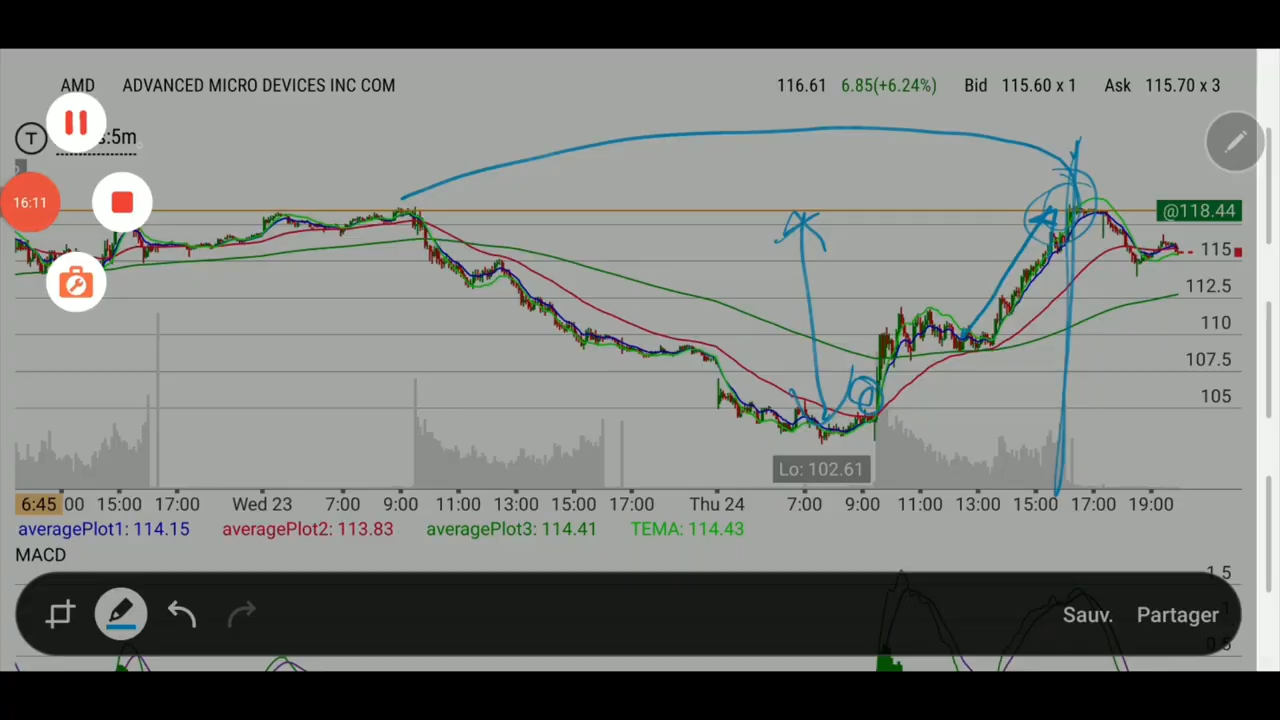 AMD ADVANCED MICRO DEVICES INC COM 116.61 6.85(+6.24%) Bid 115.60 x 1 Ask 115.70 x 3
T :5m
16:11
@118.44
115
112.5
110
107.5
105
Lo: 102.61
6:45 :00 15:00 17:00 Wed 23 7:00 9:00 11:00 13:00 15:00 17:00 Thu 24 7:00 9:00 11:00 13:00 15:00 17:00 19:00
averagePlot1: 114.15 averagePlot2: 113.83 averagePlot3: 114.41 TEMA: 114.43
MACD
1.5
Sauv. Partager
0.5